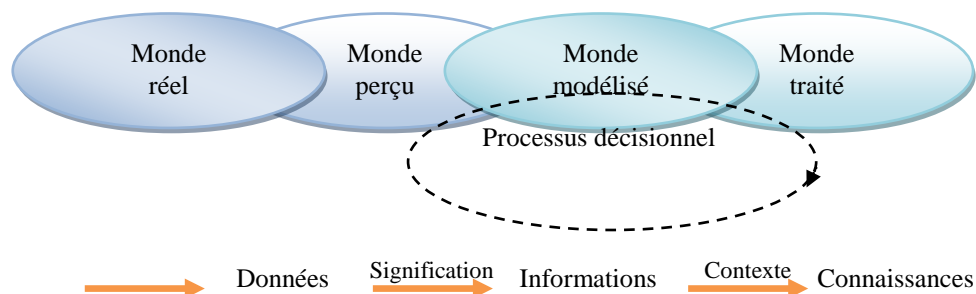 Monde
réel
Monde
perçu
Monde
modélisé
Monde
traité
Processus décisionnel
Données
Signification
Informations
Contexte
Connaissances